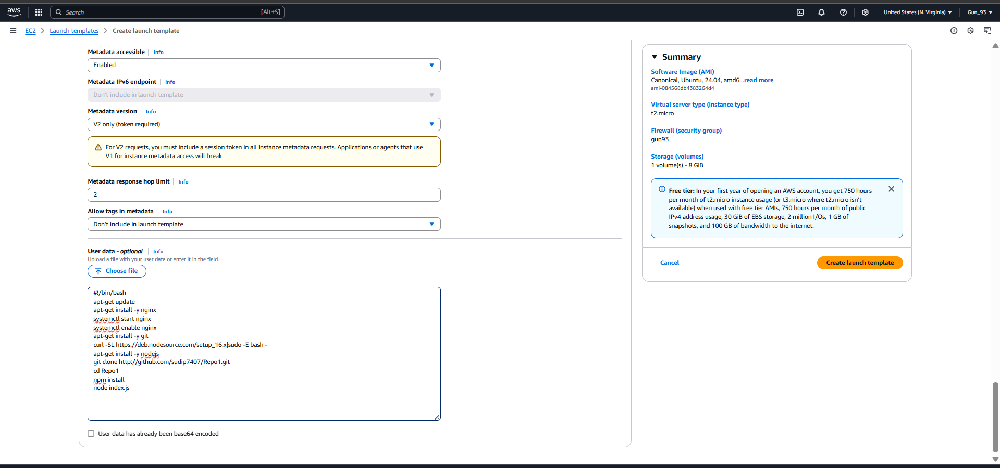 aws
Search
[Alt+S]
United States (N. Virginia)
Gun_93
EC2
Launch templates
Create launch template
Metadata accessible
Info
Enabled
Metadata IPv6 endpoint
Info
Don't include in launch template
Metadata version
Info
V2 only (token required)
For V2 requests, you must include a session token in all instance metadata requests. Applications or agents that use
V1 for instance metadata access will break.
Metadata response hop limit
Info
2
Allow tags in metadata
Info
Don't include in launch template
User data - optional
Info
Upload a file with your user data or enter it in the field.
Choose file
#!/bin/bash
apt-get update
apt-get install -y nginx
systemctl start nginx
systemctl enable nginx
apt-get install -y git
curl -SL https://deb.nodesource.com/setup_16.x|sudo -E bash -
apt-get install -y nodejs
git clone http://github.com/sudip7407/Repo1.git
cd Repo1
npm install
node index.js
User data has already been base64 encoded
Summary
Software Image (AMI)
Canonical, Ubuntu, 24.04, amd6...read more
ami-084568db4383264d4
Virtual server type (instance type)
t2.micro
Firewall (security group)
gun93
Storage (volumes)
1 volume(s) - 8 GiB
Free tier: In your first year of opening an AWS account, you get 750 hours
per month of t2.micro instance usage (or t3.micro where t2.micro isn't
available) when used with free tier AMIs, 750 hours per month of public
IPv4 address usage, 30 GiB of EBS storage, 2 million I/Os, 1 GB of
snapshots, and 100 GB of bandwidth to the internet.
Cancel
Create launch template